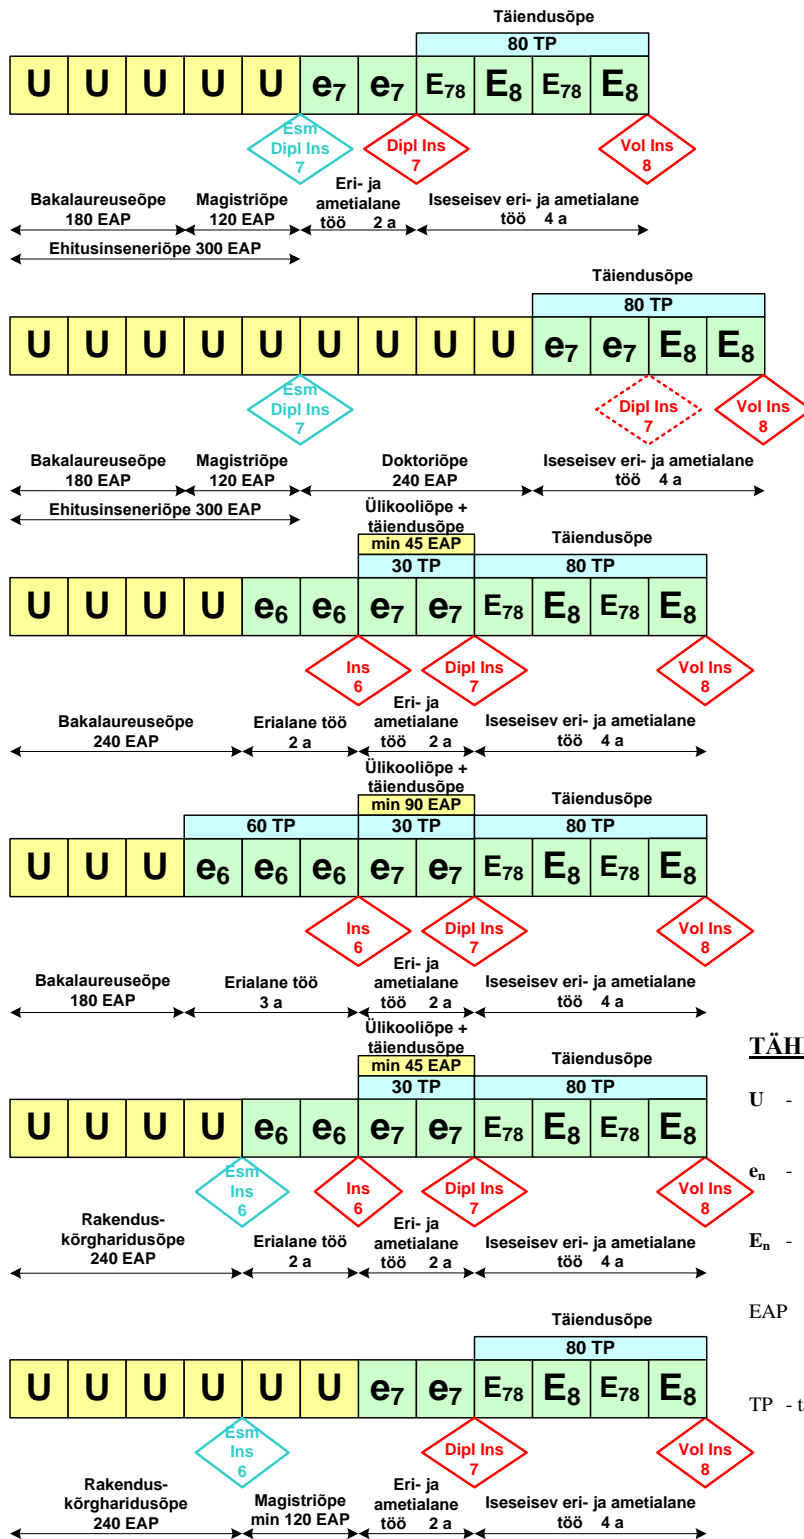 Täiendusõpe
80 TP
U U U U U e7 e7 E78 E8 E78 E8
Esm
Dipl Ins
7
Dipl Ins
7
Vol Ins
8
Bakalaureuseõpe
180 EAP
Magistriõpe
120 EAP
Eri- ja
ametialane
töö 2 a
Iseseisev eri- ja ametialane
töö 4 a
Ehitusinseneriõpe 300 EAP
Täiendusõpe
80 TP
U U U U U U U U U e7 e7 E8 E8
Esm
Dipl Ins
7
Dipl Ins
7
Vol Ins
8
Bakalaureuseõpe
180 EAP
Magistriõpe
120 EAP
Doktoriõpe
240 EAP
Iseseisev eri- ja ametialane
töö 4 a
Ehitusinseneriõpe 300 EAP
Ülikooliõpe +
täiendusõpe
min 45 EAP
30 TP
Täiendusõpe
80 TP
U U U U e6 e6 e7 e7 E78 E8 E78 E8
Ins
6
Dipl Ins
7
Vol Ins
8
Bakalaureuseõpe
240 EAP
Erialane töö
2 a
Eri- ja
ametialane
töö 2 a
Iseseisev eri- ja ametialane
töö 4 a
Ülikooliõpe +
täiendusõpe
min 90 EAP
Täiendusõpe
60 TP
30 TP
80 TP
U U U e6 e6 e6 e7 e7 E78 E8 E78 E8
Ins
6
Dipl Ins
7
Vol Ins
8
Bakalaureuseõpe
180 EAP
Erialane töö
3 a
Eri- ja
ametialane
töö 2 a
Iseseisev eri- ja ametialane
töö 4 a
Ülikooliõpe +
täiendusõpe
min 45 EAP
30 TP
Täiendusõpe
80 TP
U U U U e6 e6 e7 e7 E78 E8 E78 E8
Esm
Ins
6
Ins
6
Dipl Ins
7
Vol Ins
8
Rakendus-
kõrgharidusõpe
240 EAP
Erialane töö
2 a
Eri- ja
ametialane
töö 2 a
Iseseisev eri- ja ametialane
töö 4 a
Täiendusõpe
80 TP
U U U U U U e7 e7 E78 E8 E78 E8
Esm
Ins
6
Dipl Ins
7
Vol Ins
8
Rakendus-
kõrgharidusõpe
240 EAP
Magistriõpe
min 120 EAP
Eri- ja
ametialane
töö 2 a
Iseseisev eri- ja ametialane
töö 4 a
U -
en -
En -
EAP
TP - t